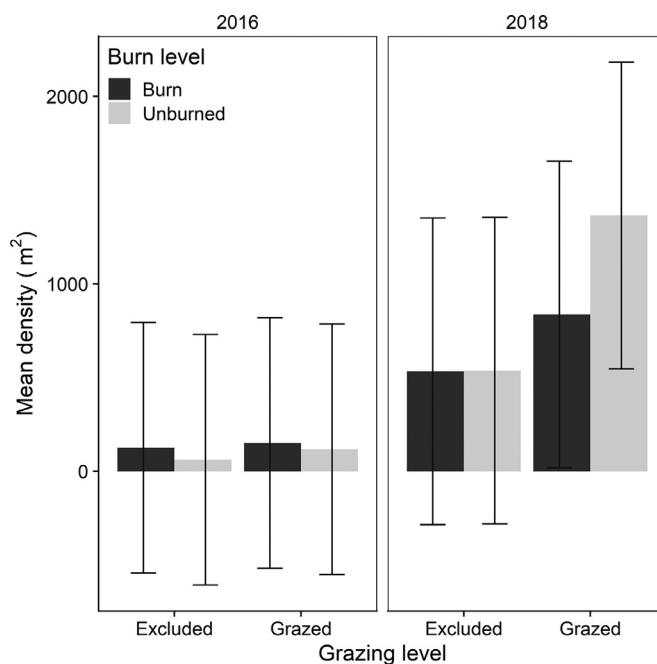 2016
2018
Burn level
Burn
Unburned
2000
1000
0
Mean density ( m²)
Excluded
Grazed
Excluded
Grazed
Grazing level